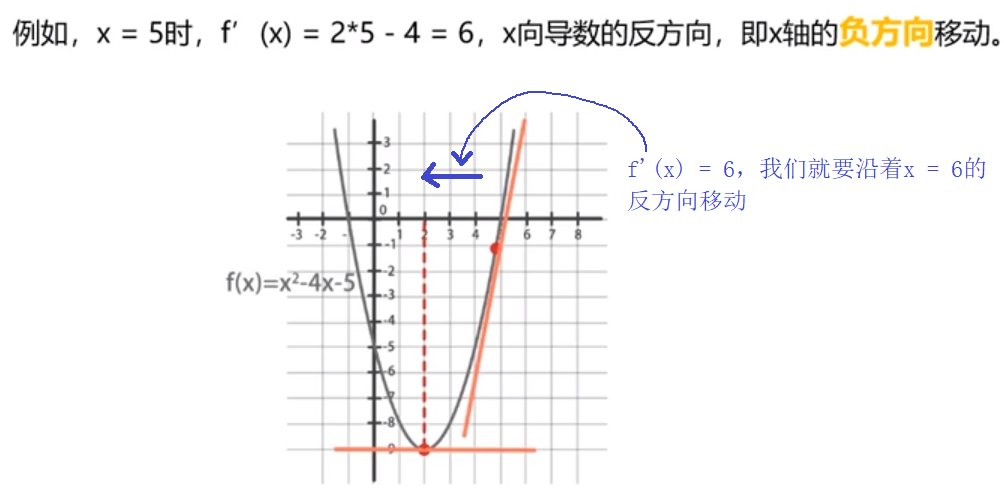 例如，x = 5时，f′ (x) = 2*5 - 4 = 6，x向导数的反方向，即x轴的负方向移动。
f'(x) = 6，我们就要沿着x = 6的
反方向移动
3
2
1
0
-3 -2 - 1 2 3 4 6 7 8
-1
-2
f(x)=x²-4x-5
-3
-4
-5
-6
-7
-8
9